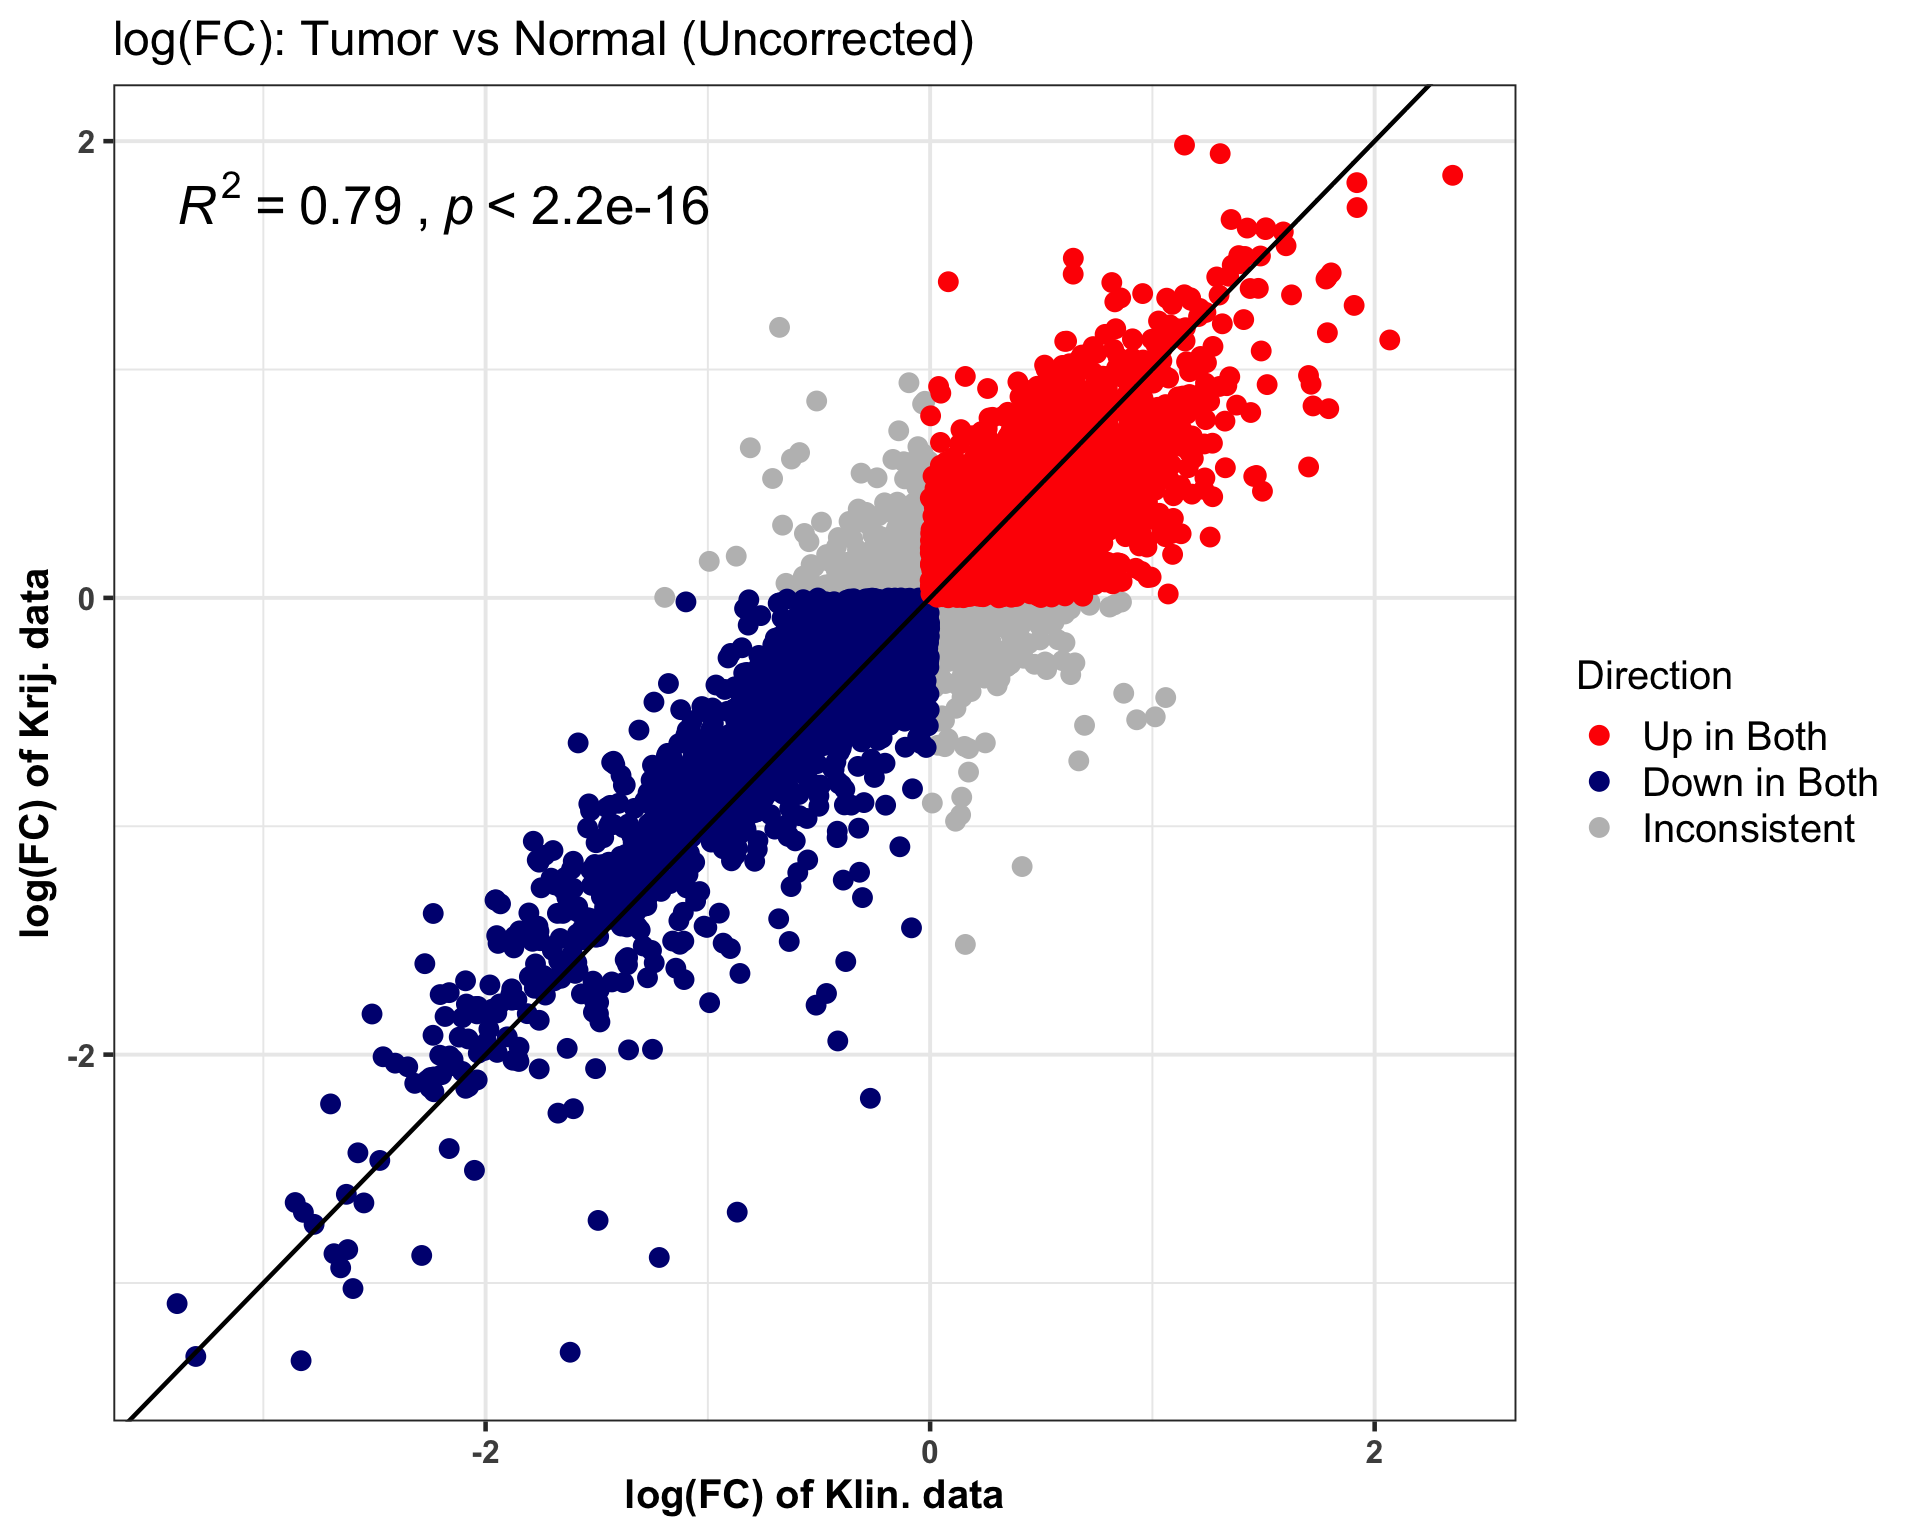 log(FC): Tumor vs Normal (Uncorrected)
R² = 0.79 , p < 2.2e-16
2
0
-2
log(FC) of Krij. data
-2
0
2
log(FC) of Klin. data
Direction
Up in Both
Down in Both
Inconsistent